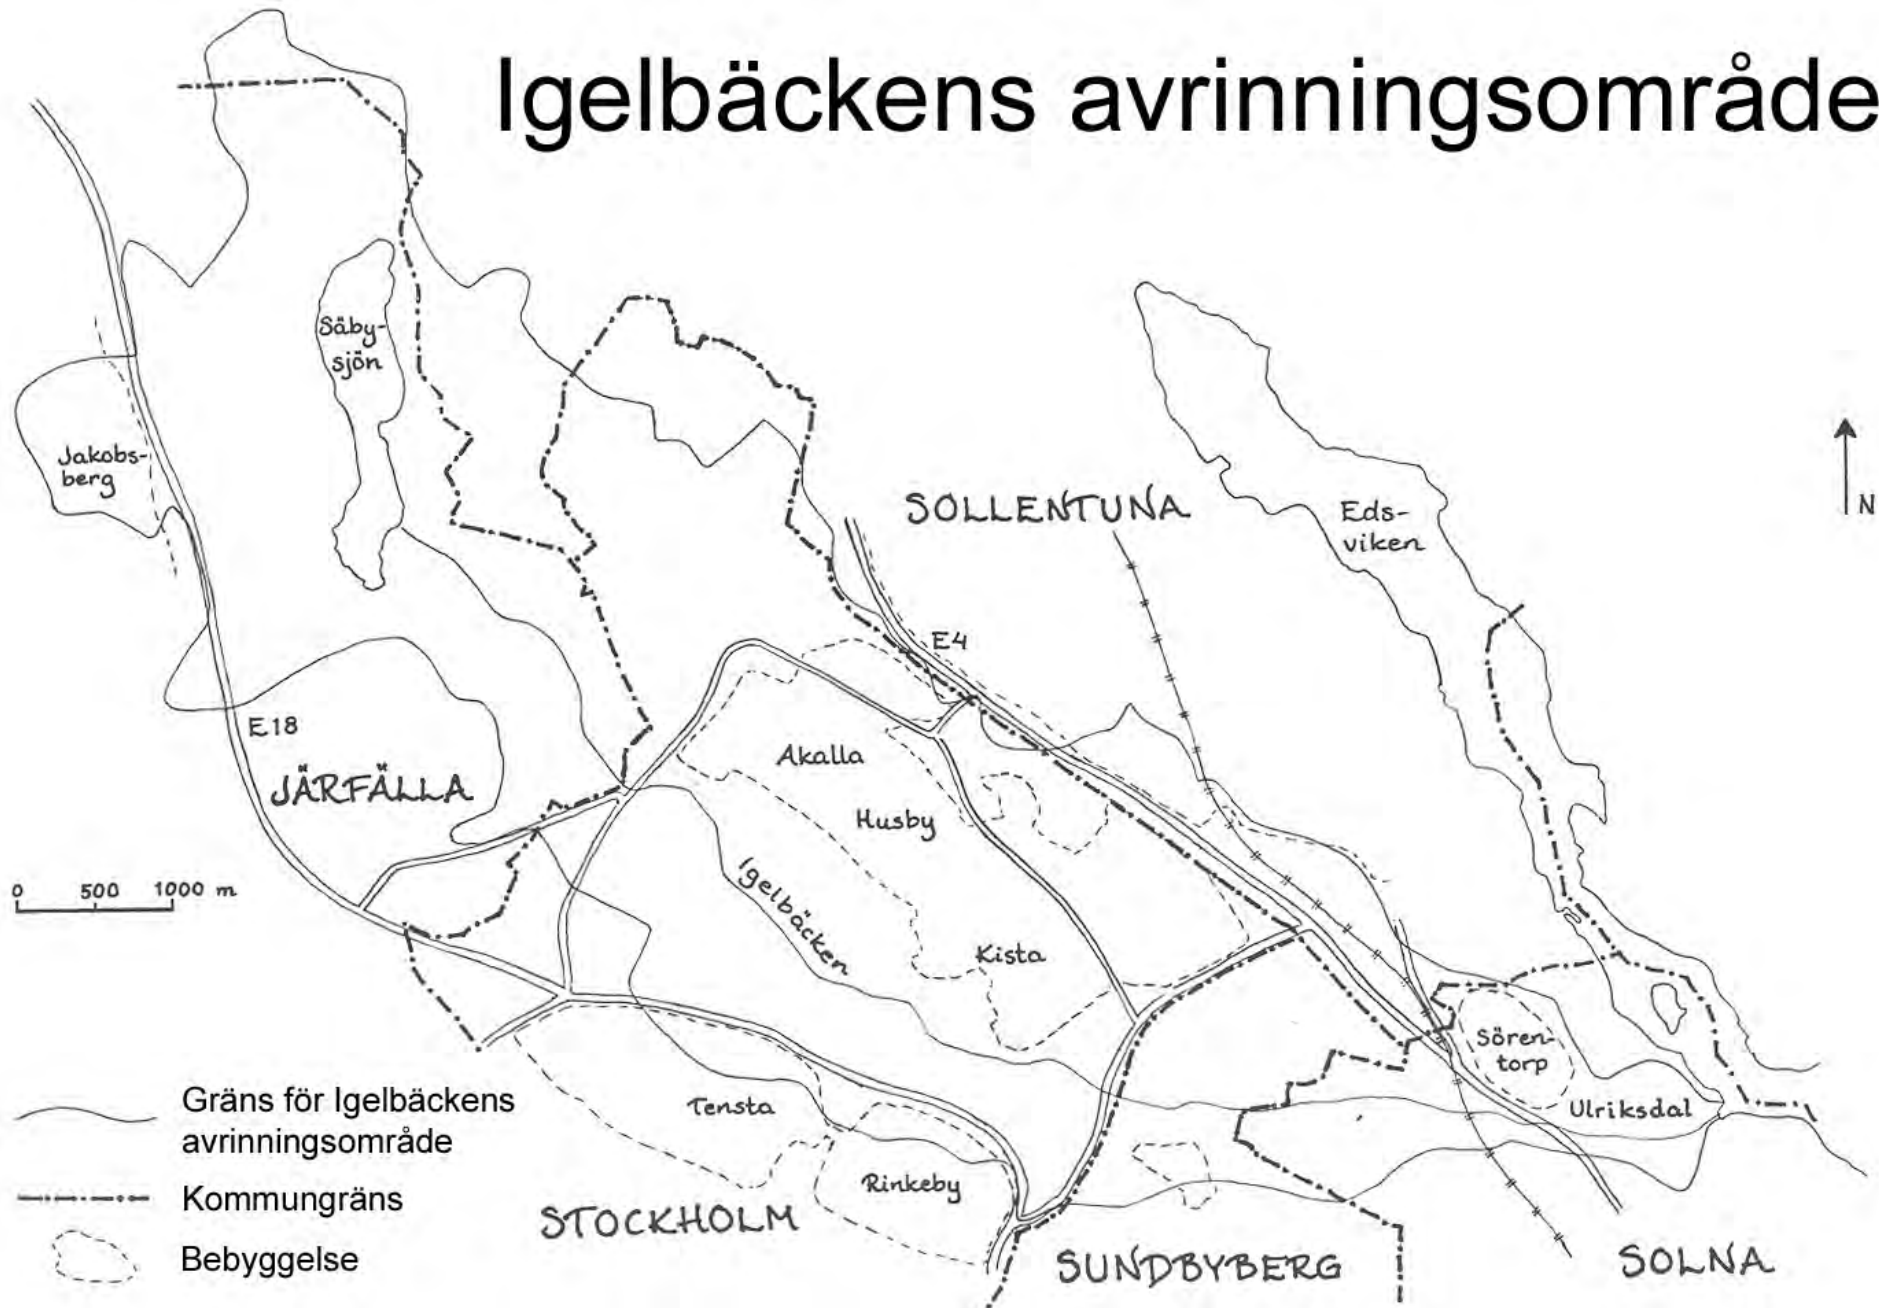 Igelbäckens avrinningsområde
Säby-
sjön
Jakobs-
berg
SOLLENTUNA
Eds-
viken
N
E4
E18
JÄRFÄLLA
Akalla
Husby
Igelbäcken
Kista
0 500 1000 m
Sören-
torp
Ulriksdal
Tensta
Rinkeby
STOCKHOLM
SUNDBYBERG
SOLNA
Gräns för Igelbäckens
avrinningsområde
Kommungräns
Bebyggelse